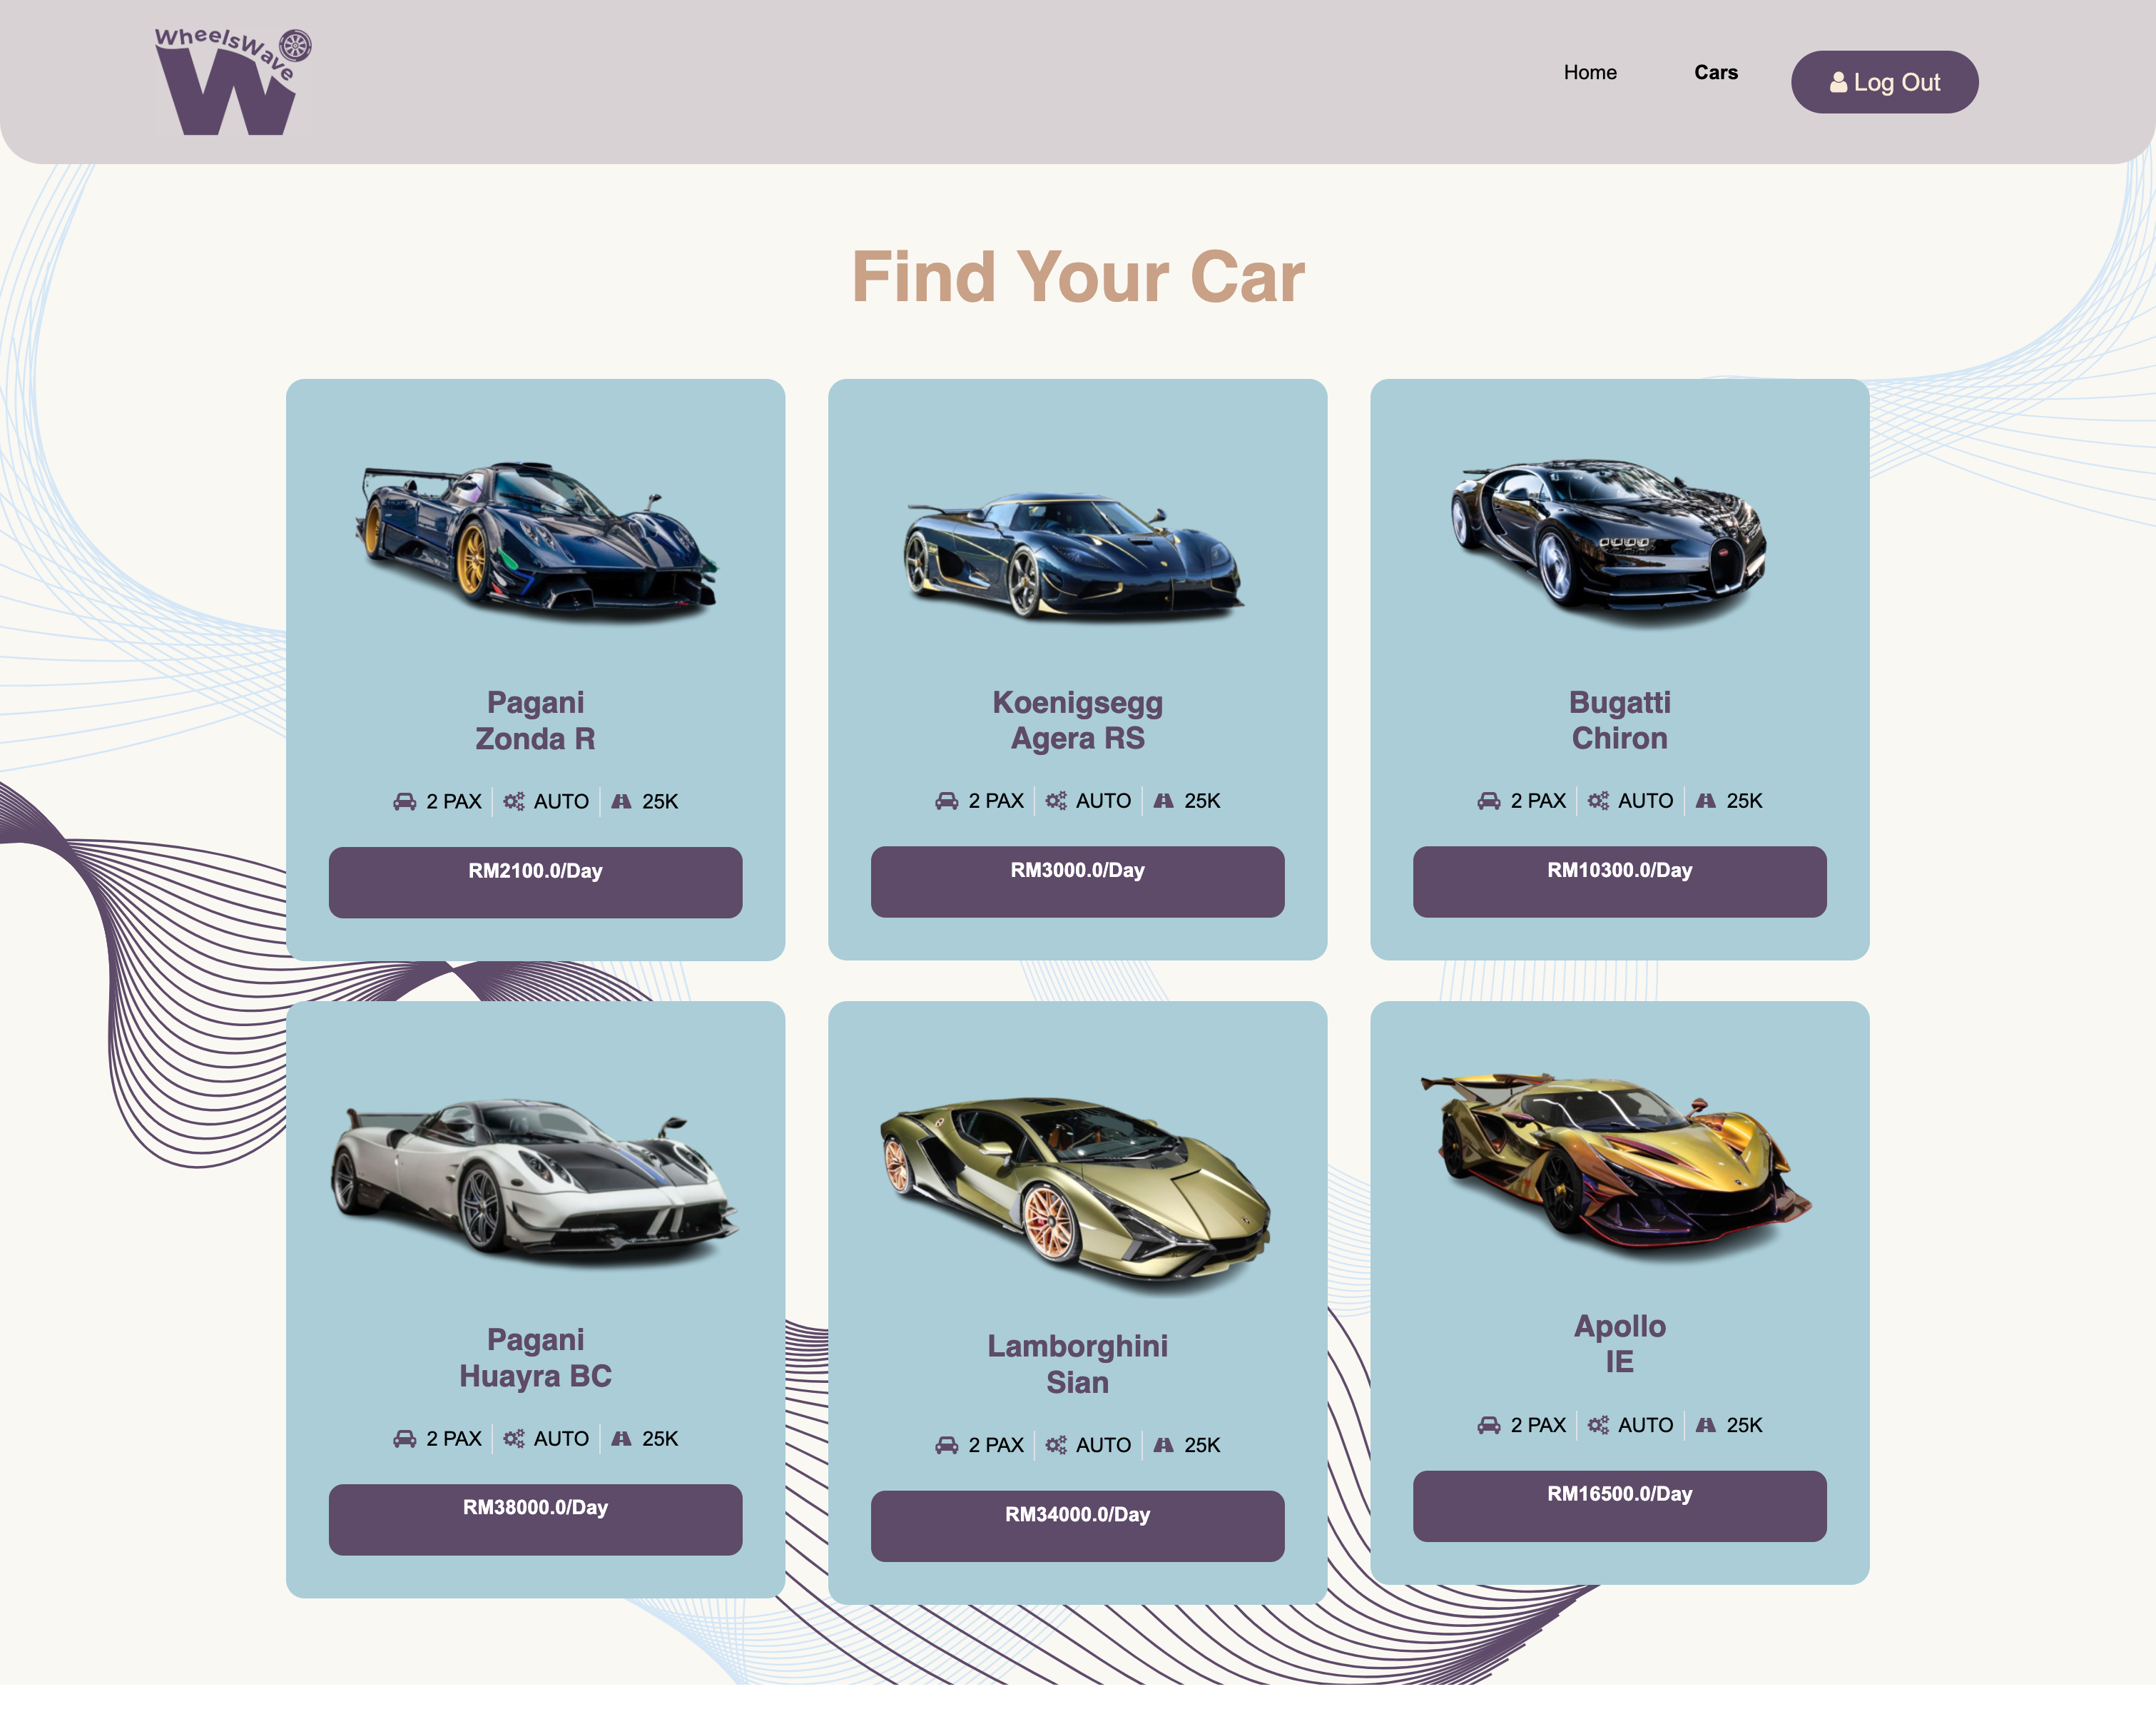 WheelsWave
W
Home
Cars
Log Out
Find Your Car
Pagani
Zonda R
2 PAX AUTO 25K
RM2100.0/Day
Koenigsegg
Agera RS
2 PAX AUTO 25K
RM3000.0/Day
Bugatti
Chiron
2 PAX AUTO 25K
RM10300.0/Day
Pagani
Huayra BC
2 PAX AUTO 25K
RM38000.0/Day
Lamborghini
Sian
2 PAX AUTO 25K
RM34000.0/Day
Apollo
IE
2 PAX AUTO 25K
RM16500.0/Day